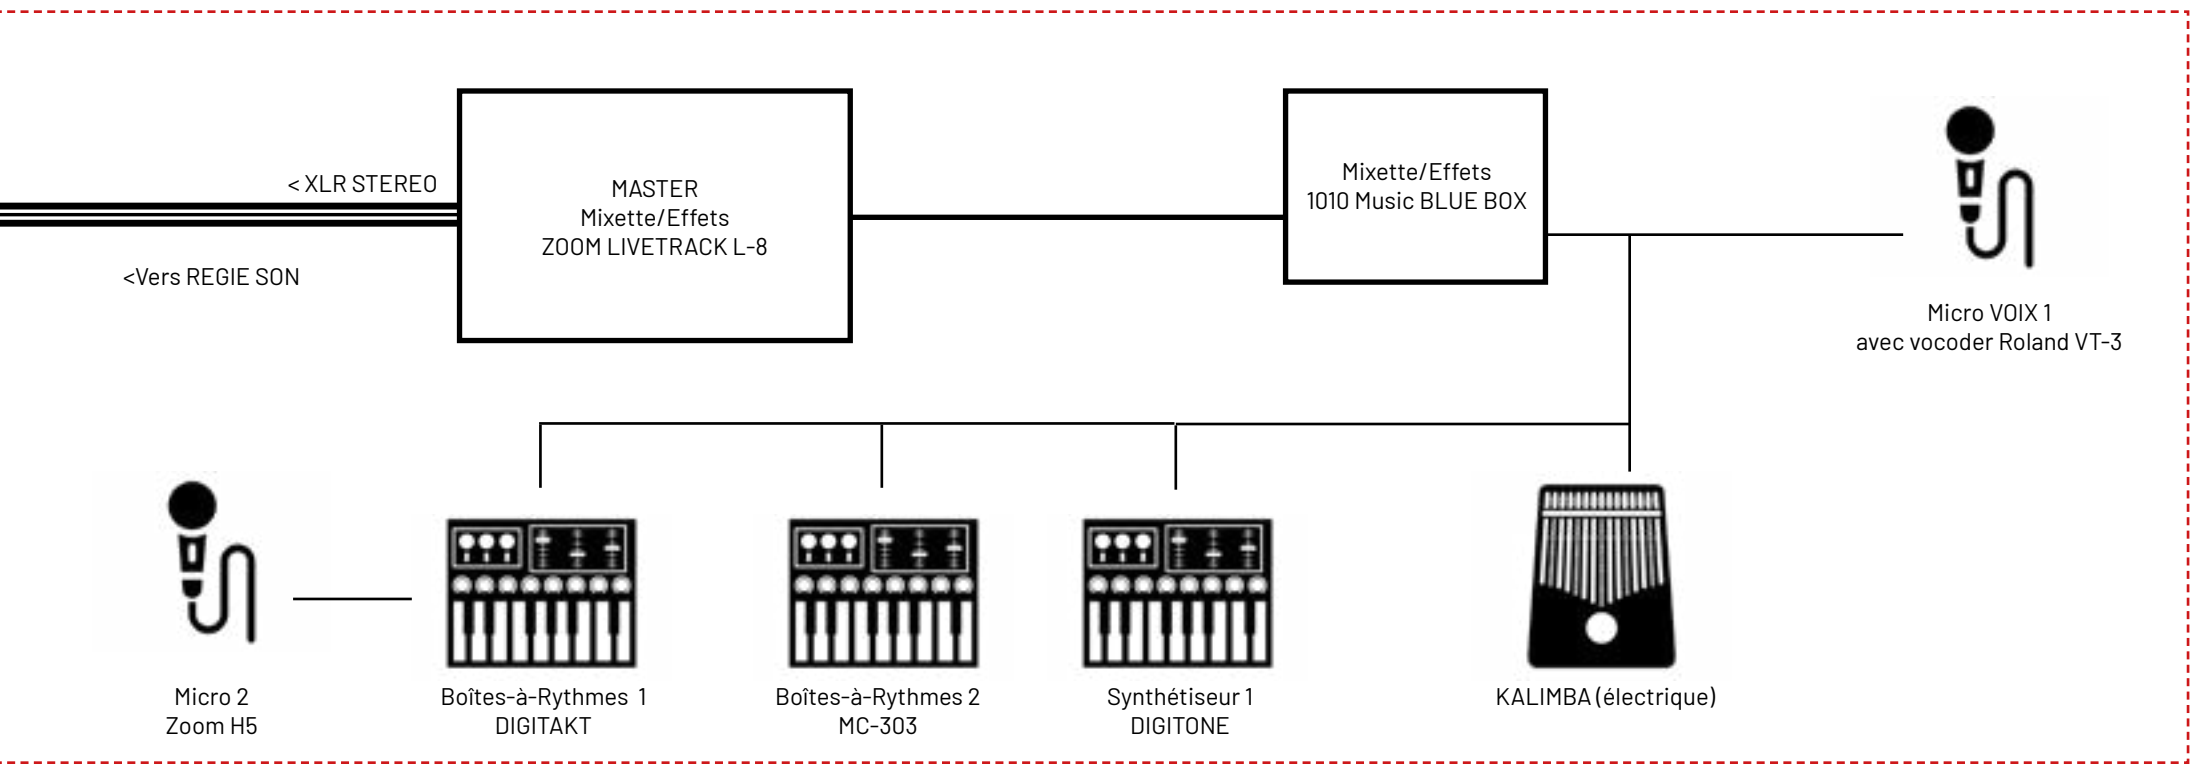 < XLR STEREO
<Vers REGIE SON
MASTER
Mixette/Effets
ZOOM LIVETRACK L-8
Mixette/Effets
1010 Music BLUE BOX
Micro VOIX 1
avec vocoder Roland VT-3
Micro 2
Zoom H5
Boîtes-à-Rythmes 1
DIGITAKT
Boîtes-à-Rythmes 2
MC-303
Synthétiseur 1
DIGITONE
KALIMBA (électrique)